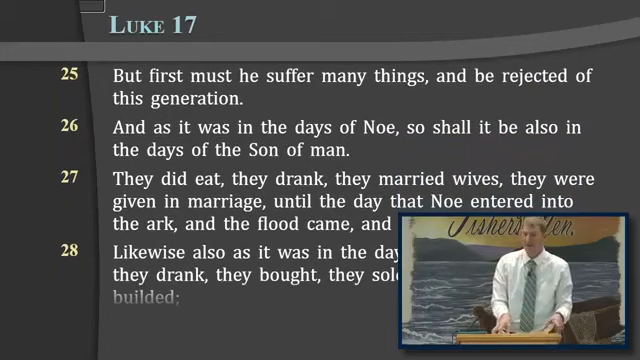 LUKE 17
25 But first must he suffer many things, and be rejected of
this generation.
26 And as it was in the days of Noe, so shall it be also in
the days of the Son of man.
27 They did eat, they drank, they married wives, they were
given in marriage, until the day that Noe entered into
the ark, and the flood came, and
28 Likewise also as it was in the day
they drank, they bought, they sol
builded;
Fishers